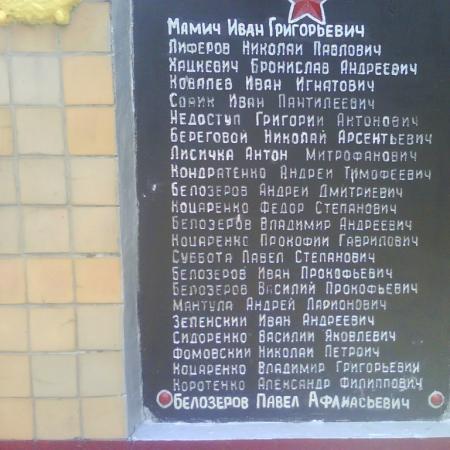 Мамич Иван Григорьевич
Лиферов Николай Павлович
Хацкевич Бронислав Андреевич
Ковалев Иван Игнатович
Софик Иван Пантилеевич
Недоступ Григорий Антонович
Береговой Николай Арсентьевич
Лисичка Антон Митрофанович
Кондратенко Андрей Тимофеевич
Белозеров Андрей Дмитриевич
Коцаренко Федор Степанович
Белозеров Владимир Андреевич
Коцаренко Прокофий Гаврилович
Суббота Павел Степанович
Белозеров Иван Прокофьевич
Белозеров Василий Прокофьевич
Мантула Андрей Ларионович
Зеленский Иван Андреевич
Сидоренко Василий Яковлевич
Фомовский Николай Петроич
Коцаренко Владимир Григорьевич
Коротенко Александр Филиппович
Белозеров Павел Афанасьевич